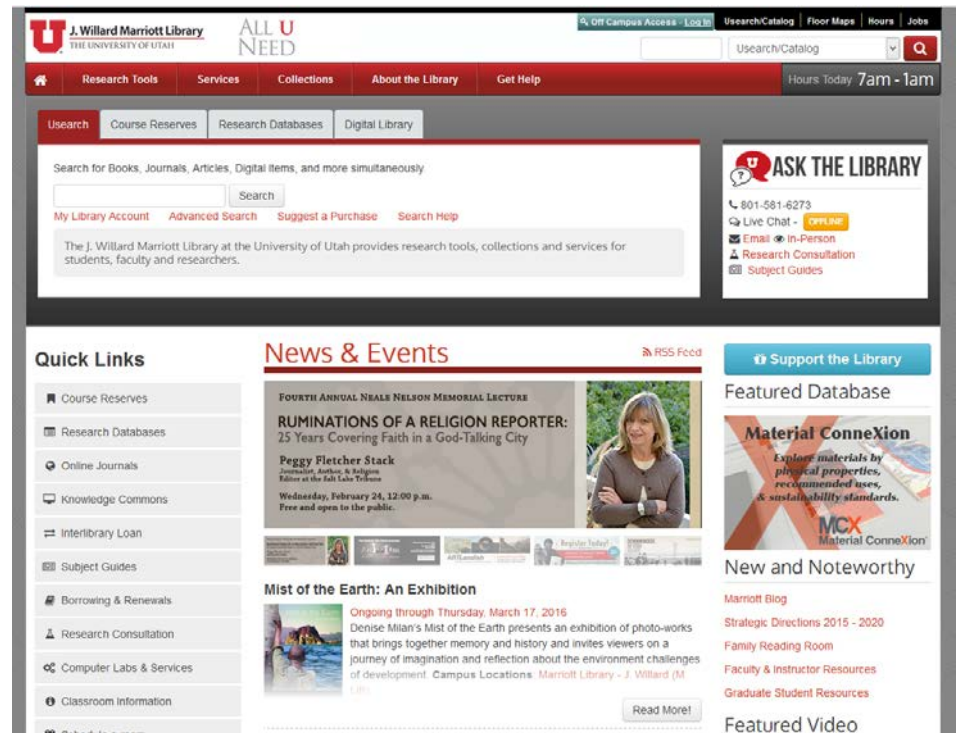 J. Willard Marriott Library
THE UNIVERSITY OF UTAH
ALL U
NEED
Off Campus Access - Log In
Usearch/Catalog
Floor Maps
Hours
Jobs
Usearch/Catalog
Research Tools
Services
Collections
About the Library
Get Help
Hours Today 7am - 1am
Usearch
Course Reserves
Research Databases
Digital Library
Search for Books, Journals, Articles, Digital Items, and more simultaneously
Search
My Library Account
Advanced Search
Suggest a Purchase
Search Help
The J. Willard Marriott Library at the University of Utah provides research tools, collections and services for
students, faculty and researchers.
U
?
ASK THE LIBRARY
801-581-6273
Live Chat - OFFLINE
Email In-Person
Research Consultation
Subject Guides
Quick Links
Course Reserves
Research Databases
Online Journals
Knowledge Commons
Interlibrary Loan
Subject Guides
Borrowing & Renewals
Research Consultation
Computer Labs & Services
Classroom Information
Schedule a room
News & Events
RSS Feed
FOURTH ANNUAL NEALE NELSON MEMORIAL LECTURE
RUMINATIONS OF A RELIGION REPORTER:
25 Years Covering Faith in a God-Talking City
Peggy Fletcher Stack
Journalist, Author, & Religion
Editor at the Salt Lake Tribune
Wednesday, February 24, 12:00 p.m.
Free and open to the public.
Register Today!
Mist of the Earth: An Exhibition
Ongoing through Thursday, March 17, 2016
Denise Milan's Mist of the Earth presents an exhibition of photo-works
that brings together memory and history and invites viewers on a
journey of imagination and reflection about the environment challenges
of development. Campus Locations: Marriott Library - J. Willard (M
Read More!
Support the Library
Featured Database
Material ConneXion
Explore materials by
physical properties,
recommended uses,
& sustainability standards.
MCX
Material ConneXion
New and Noteworthy
Marriott Blog
Strategic Directions 2015 - 2020
Family Reading Room
Faculty & Instructor Resources
Graduate Student Resources
Featured Video